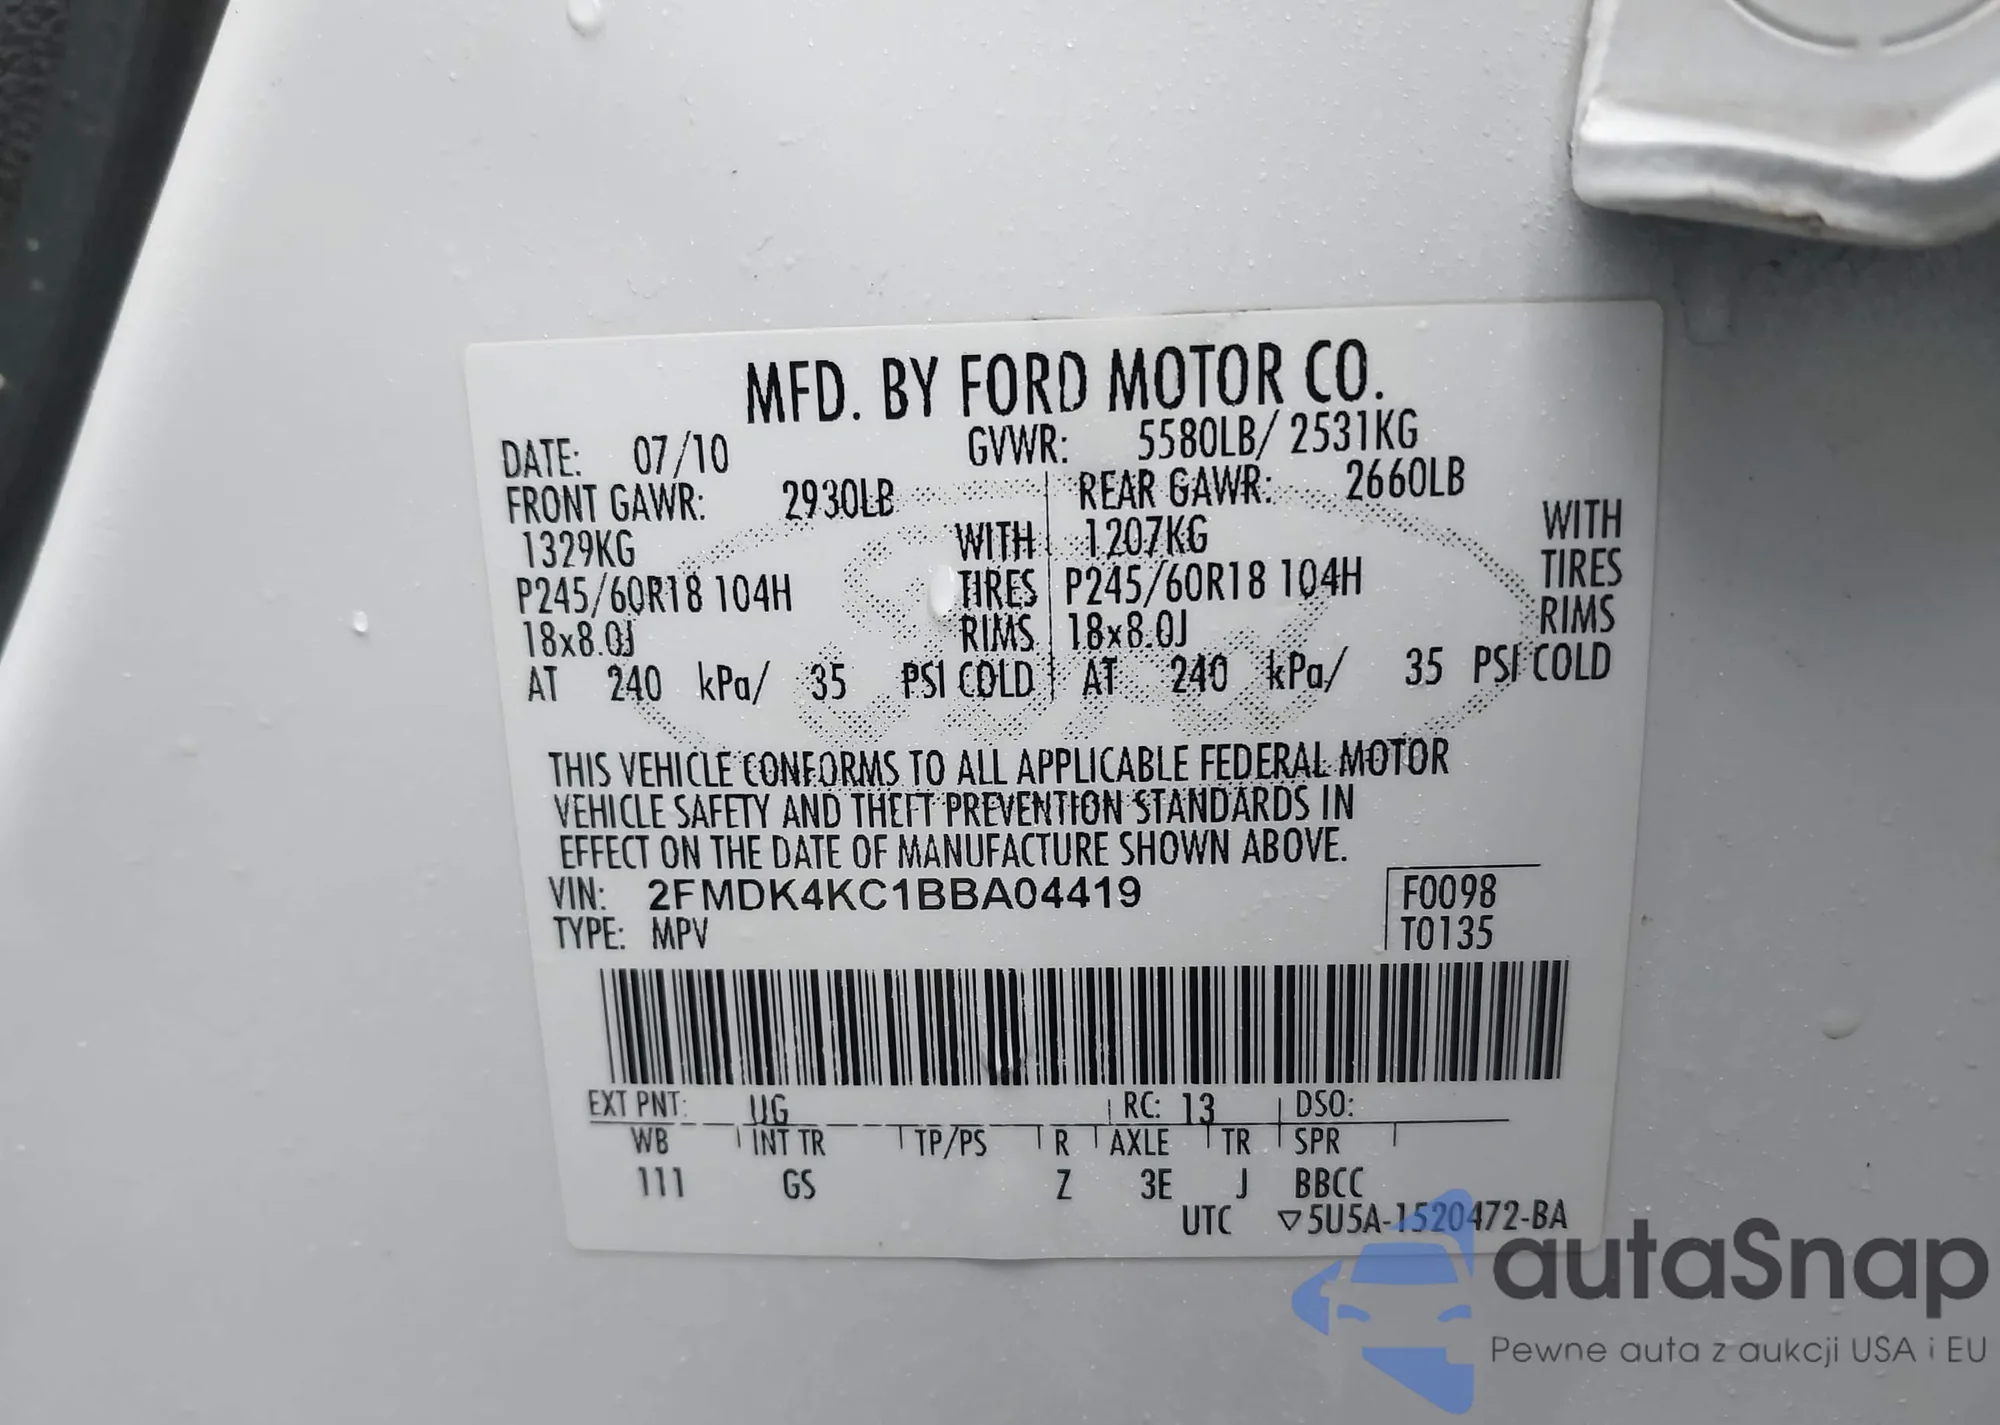 MFD. BY FORD MOTOR CO.
DATE: 07/10 GVWR: 5580LB/ 2531KG
FRONT GAWR: 2930LB REAR GAWR: 2660LB
1329KG WITH 1207KG WITH
P245/60R18 104H TIRES P245/60R18 104H TIRES
18x8.0J RIMS 18x8.0J RIMS
AT 240 kPa/ 35 PSI COLD AT 240 kPa/ 35 PSI COLD
THIS VEHICLE CONFORMS TO ALL APPLICABLE FEDERAL MOTOR
VEHICLE SAFETY AND THEFT PREVENTION STANDARDS IN
EFFECT ON THE DATE OF MANUFACTURE SHOWN ABOVE.
VIN: 2FMDK4KC1BBA04419 F0098
TYPE: MPV T0135
EXT PNT: UG RC: 13 DSO:
WB INT TR TP/PS R AXLE TR SPR
111 GS Z 3E J BBCC
UTC ▽5U5A-1520472-BA
autaSnap
Pewne auta z aukcji USA i EU